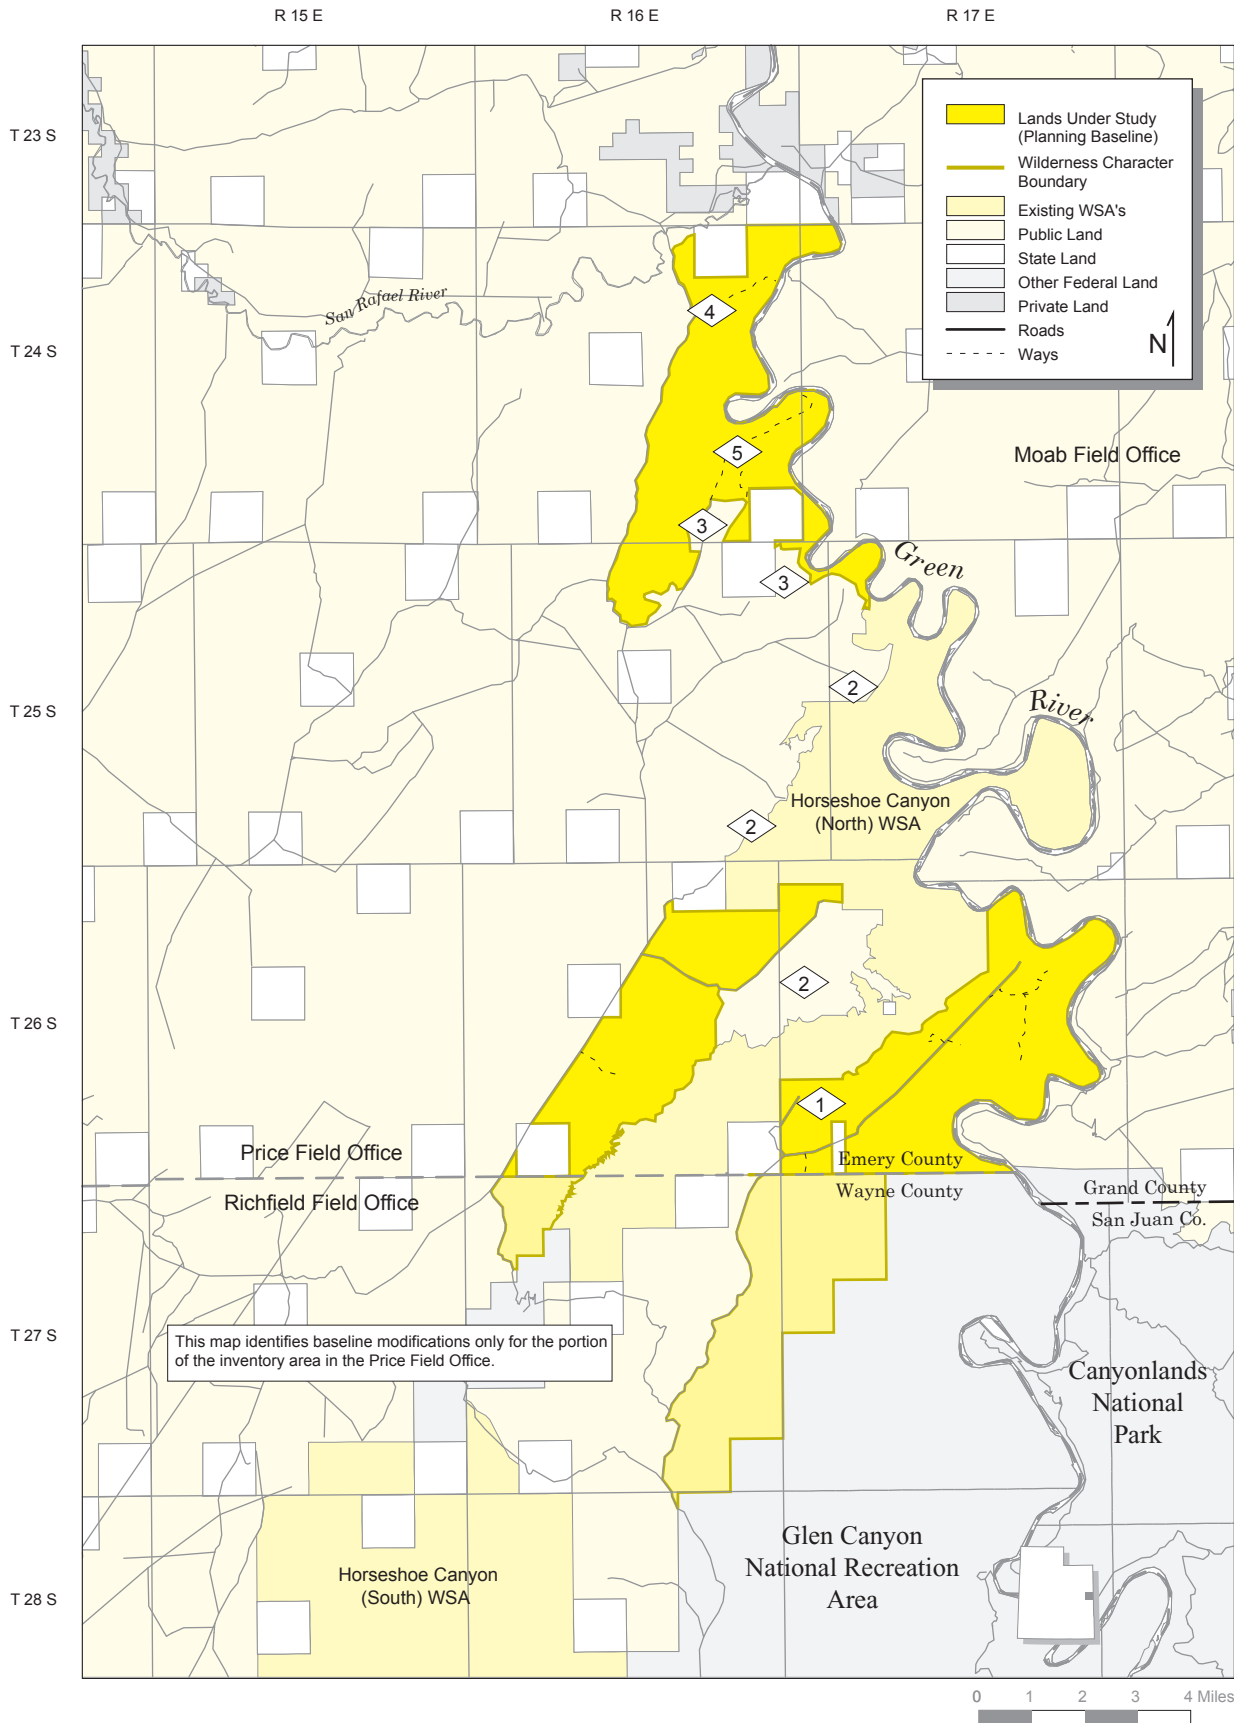 R 15 E
R 16 E
R 17 E
T 23 S
T 24 S
T 25 S
T 26 S
T 27 S
T 28 S
Lands Under Study
(Planning Baseline)
Wilderness Character
Boundary
Existing WSA's
Public Land
State Land
Other Federal Land
Private Land
Roads
Ways
N
San Rafael River
4
5
Moab Field Office
3
3
Green
2
River
Horseshoe Canyon
(North) WSA
2
2
1
Price Field Office
Emery County
Richfield Field Office
Wayne County
Grand County
San Juan Co.
This map identifies baseline modifications only for the portion
of the inventory area in the Price Field Office.
Canyonlands
National
Park
Glen Canyon
National Recreation
Area
Horseshoe Canyon
(South) WSA
0 1 2 3 4 Miles